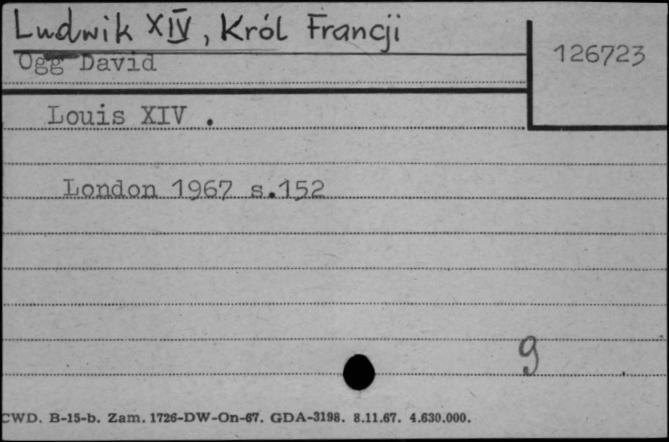 Ludwik XIV, Król Francji
126723
Ogg David
Louis XIV .
London 1967 s.152
9
CWD. B-15-b. Zam. 1726-DW-On-67. GDA-3198. 8.11.67. 4.630.000.